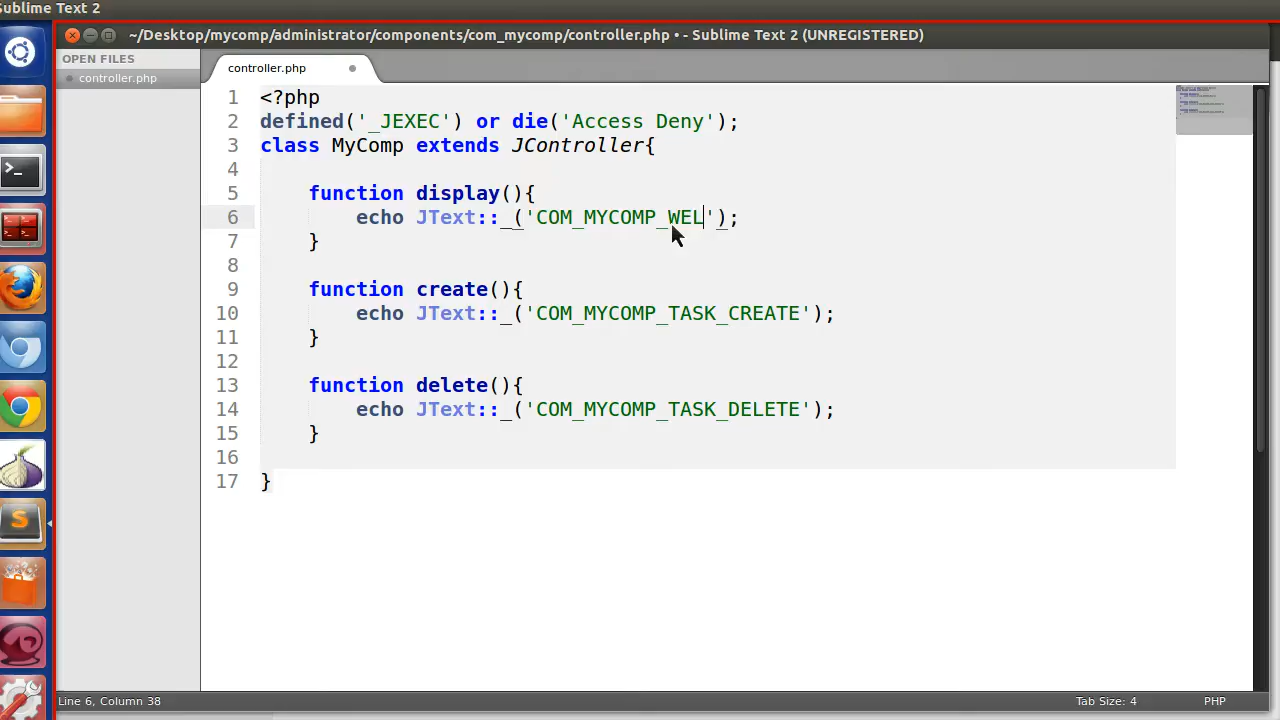 Sublime Text 2
~/Desktop/mycomp/administrator/components/com_mycomp/controller.php • - Sublime Text 2 (UNREGISTERED)
OPEN FILES
controller.php
controller.php
1 <?php
2 defined('_JEXEC') or die('Access Deny');
3 class MyComp extends JController{
4
5     function display(){
6         echo JText::_('COM_MYCOMP_WEL');
7     }
8
9     function create(){
10         echo JText::_('COM_MYCOMP_TASK_CREATE');
11     }
12
13     function delete(){
14         echo JText::_('COM_MYCOMP_TASK_DELETE');
15     }
16
17 }
Line 6, Column 38
Tab Size: 4
PHP